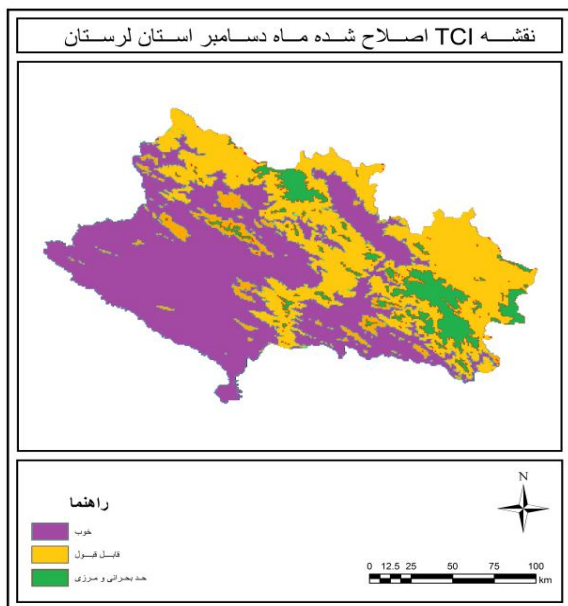 نقشه TCI اصلاح شده ماه دسامبر استان لرستان
راهنما
خوب
قابل قبول
حد بحرانی و مرزی
N
0 12.5 25 50 75 100
km